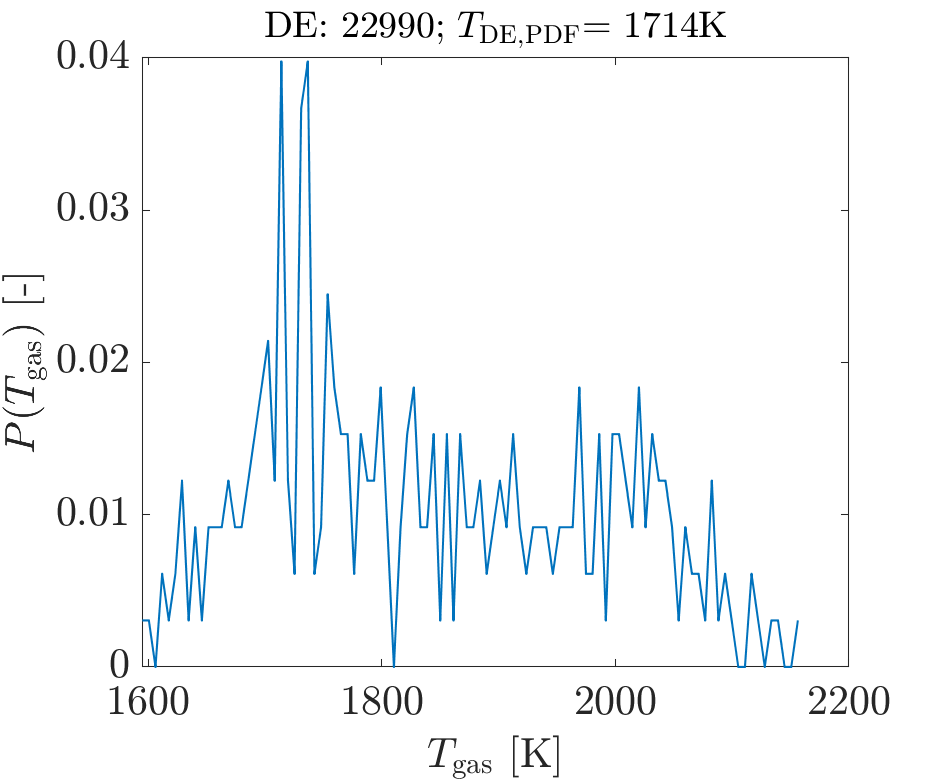 DE: 22990; T_DE,PDF= 1714K
0.04
0.03
0.02
0.01
0
P(T_gas) [-]
1600 1800 2000 2200
T_gas [K]